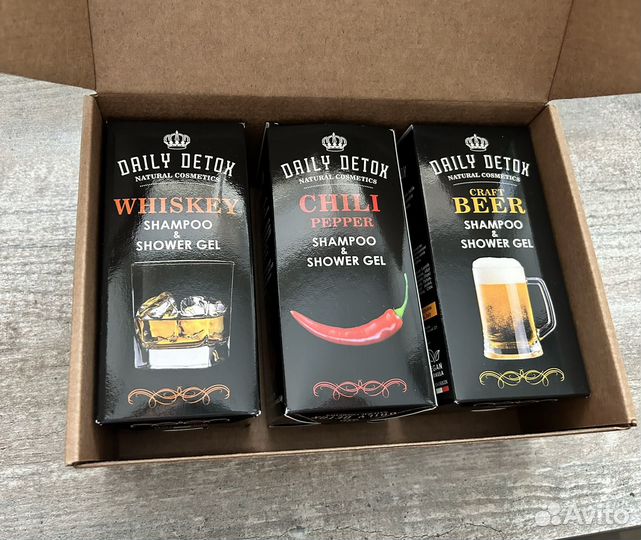 DAILY DETOX
NATURAL COSMETICS
WHISKEY
SHAMPOO
&
SHOWER GEL
DAILY DETOX
NATURAL COSMETICS
CHILI
PEPPER
SHAMPOO
&
SHOWER GEL
DAILY DETOX
NATURAL COSMETICS
CRAFT
BEER
SHAMPOO
&
SHOWER GEL
Avito